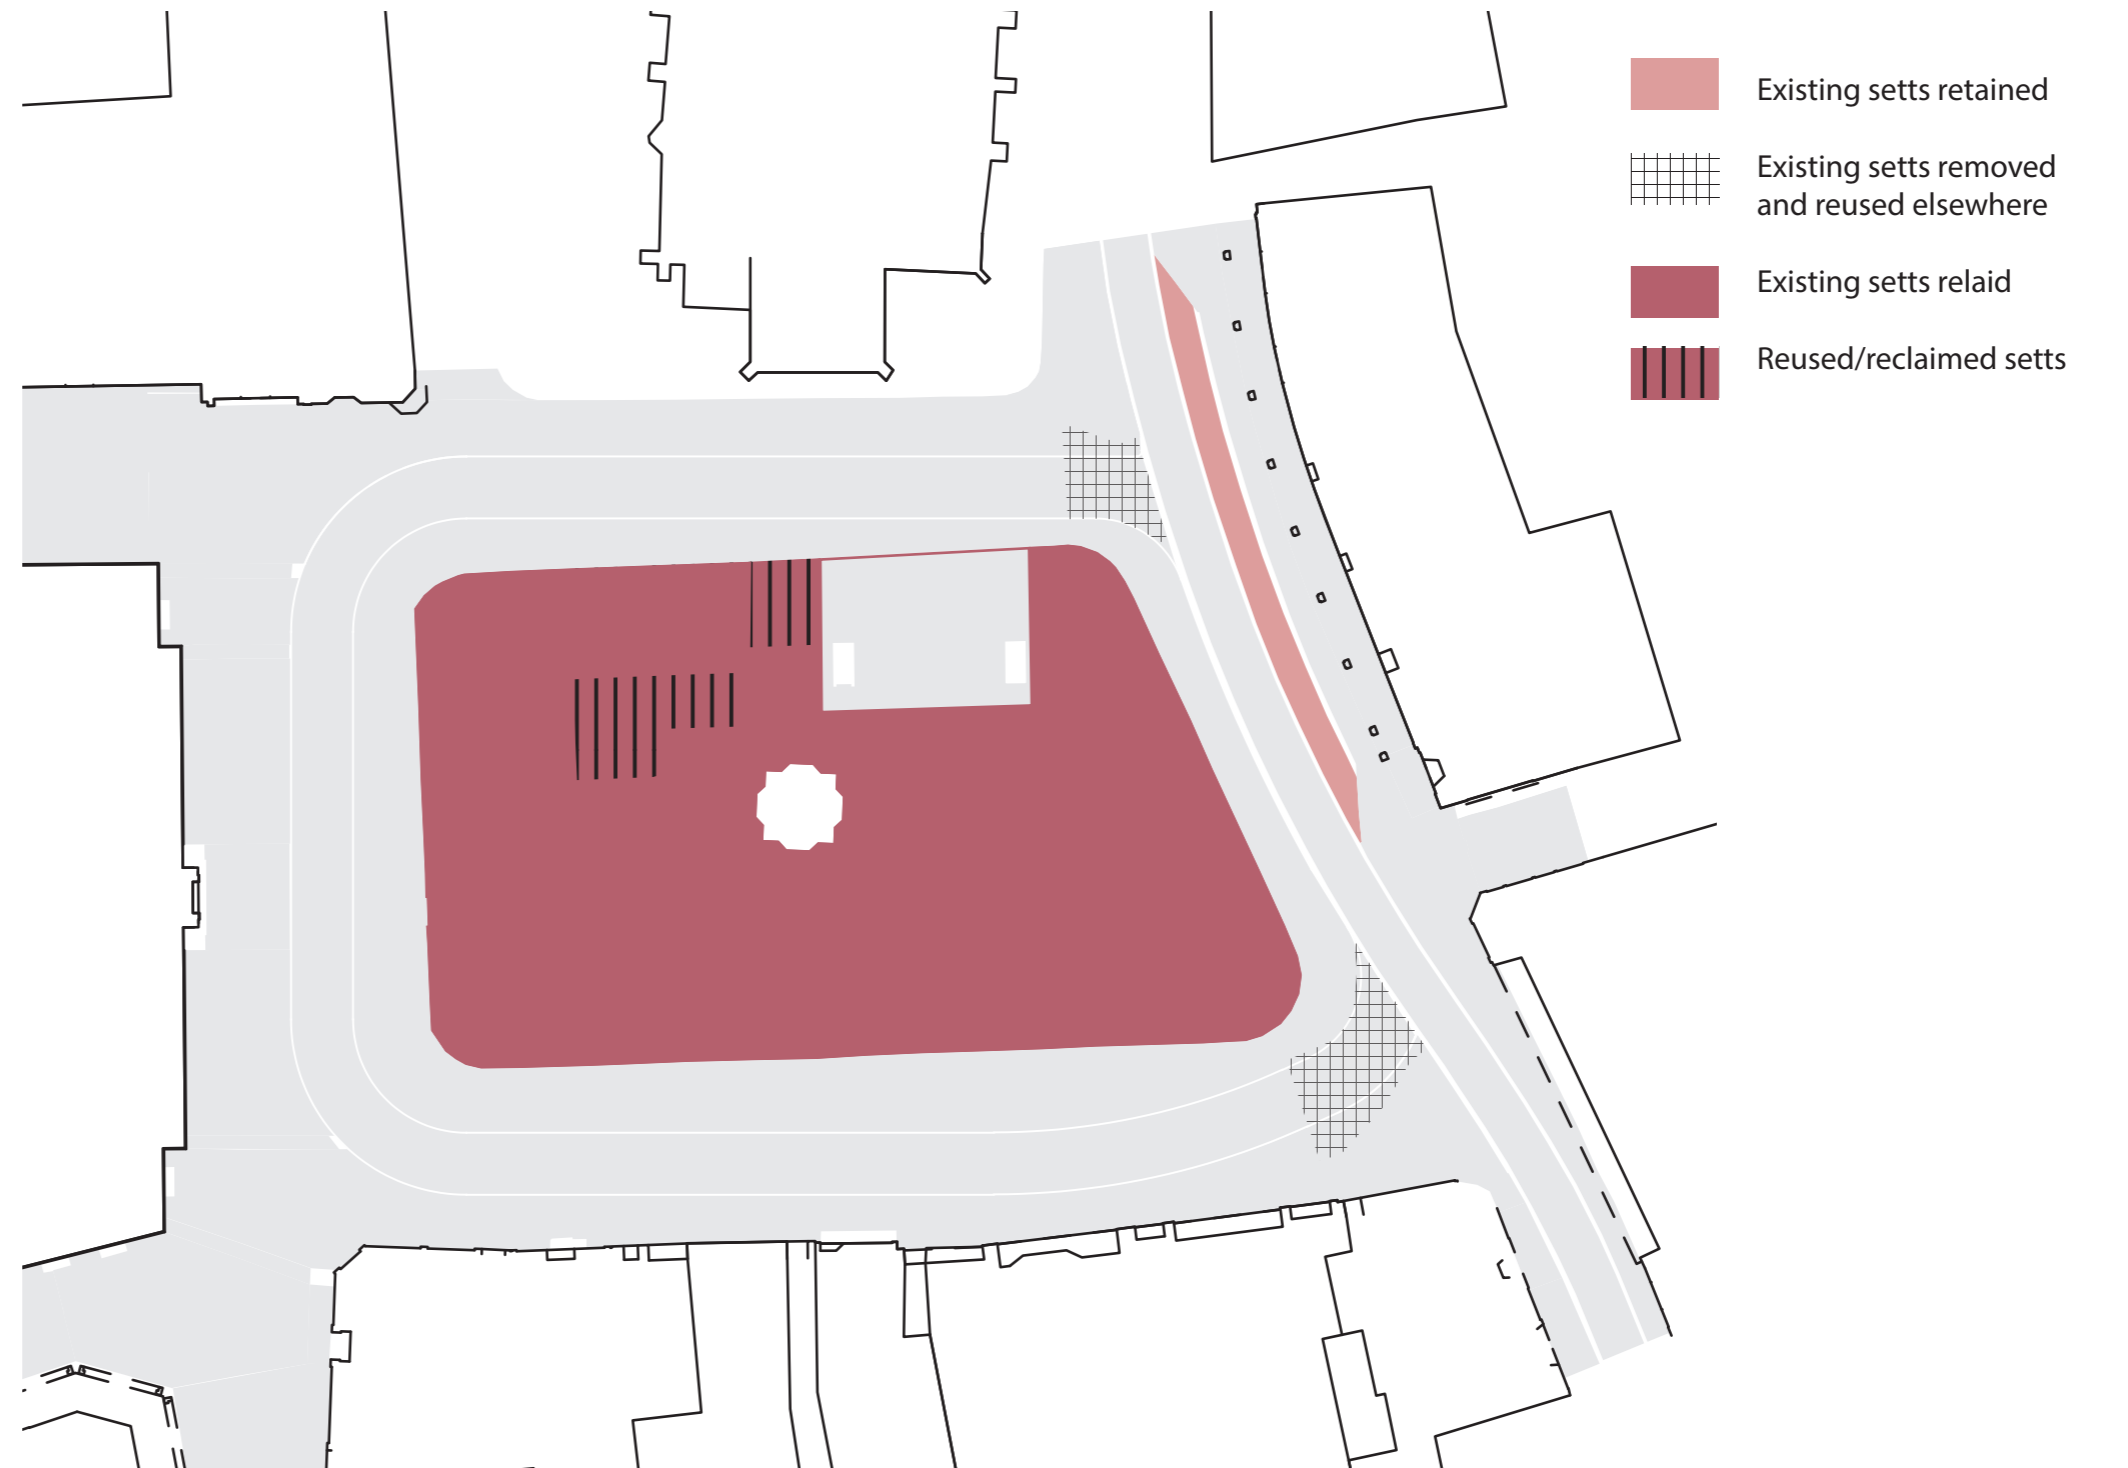 Existing setts retained
Existing setts removed
and reused elsewhere
Existing setts relaid
Reused/reclaimed setts